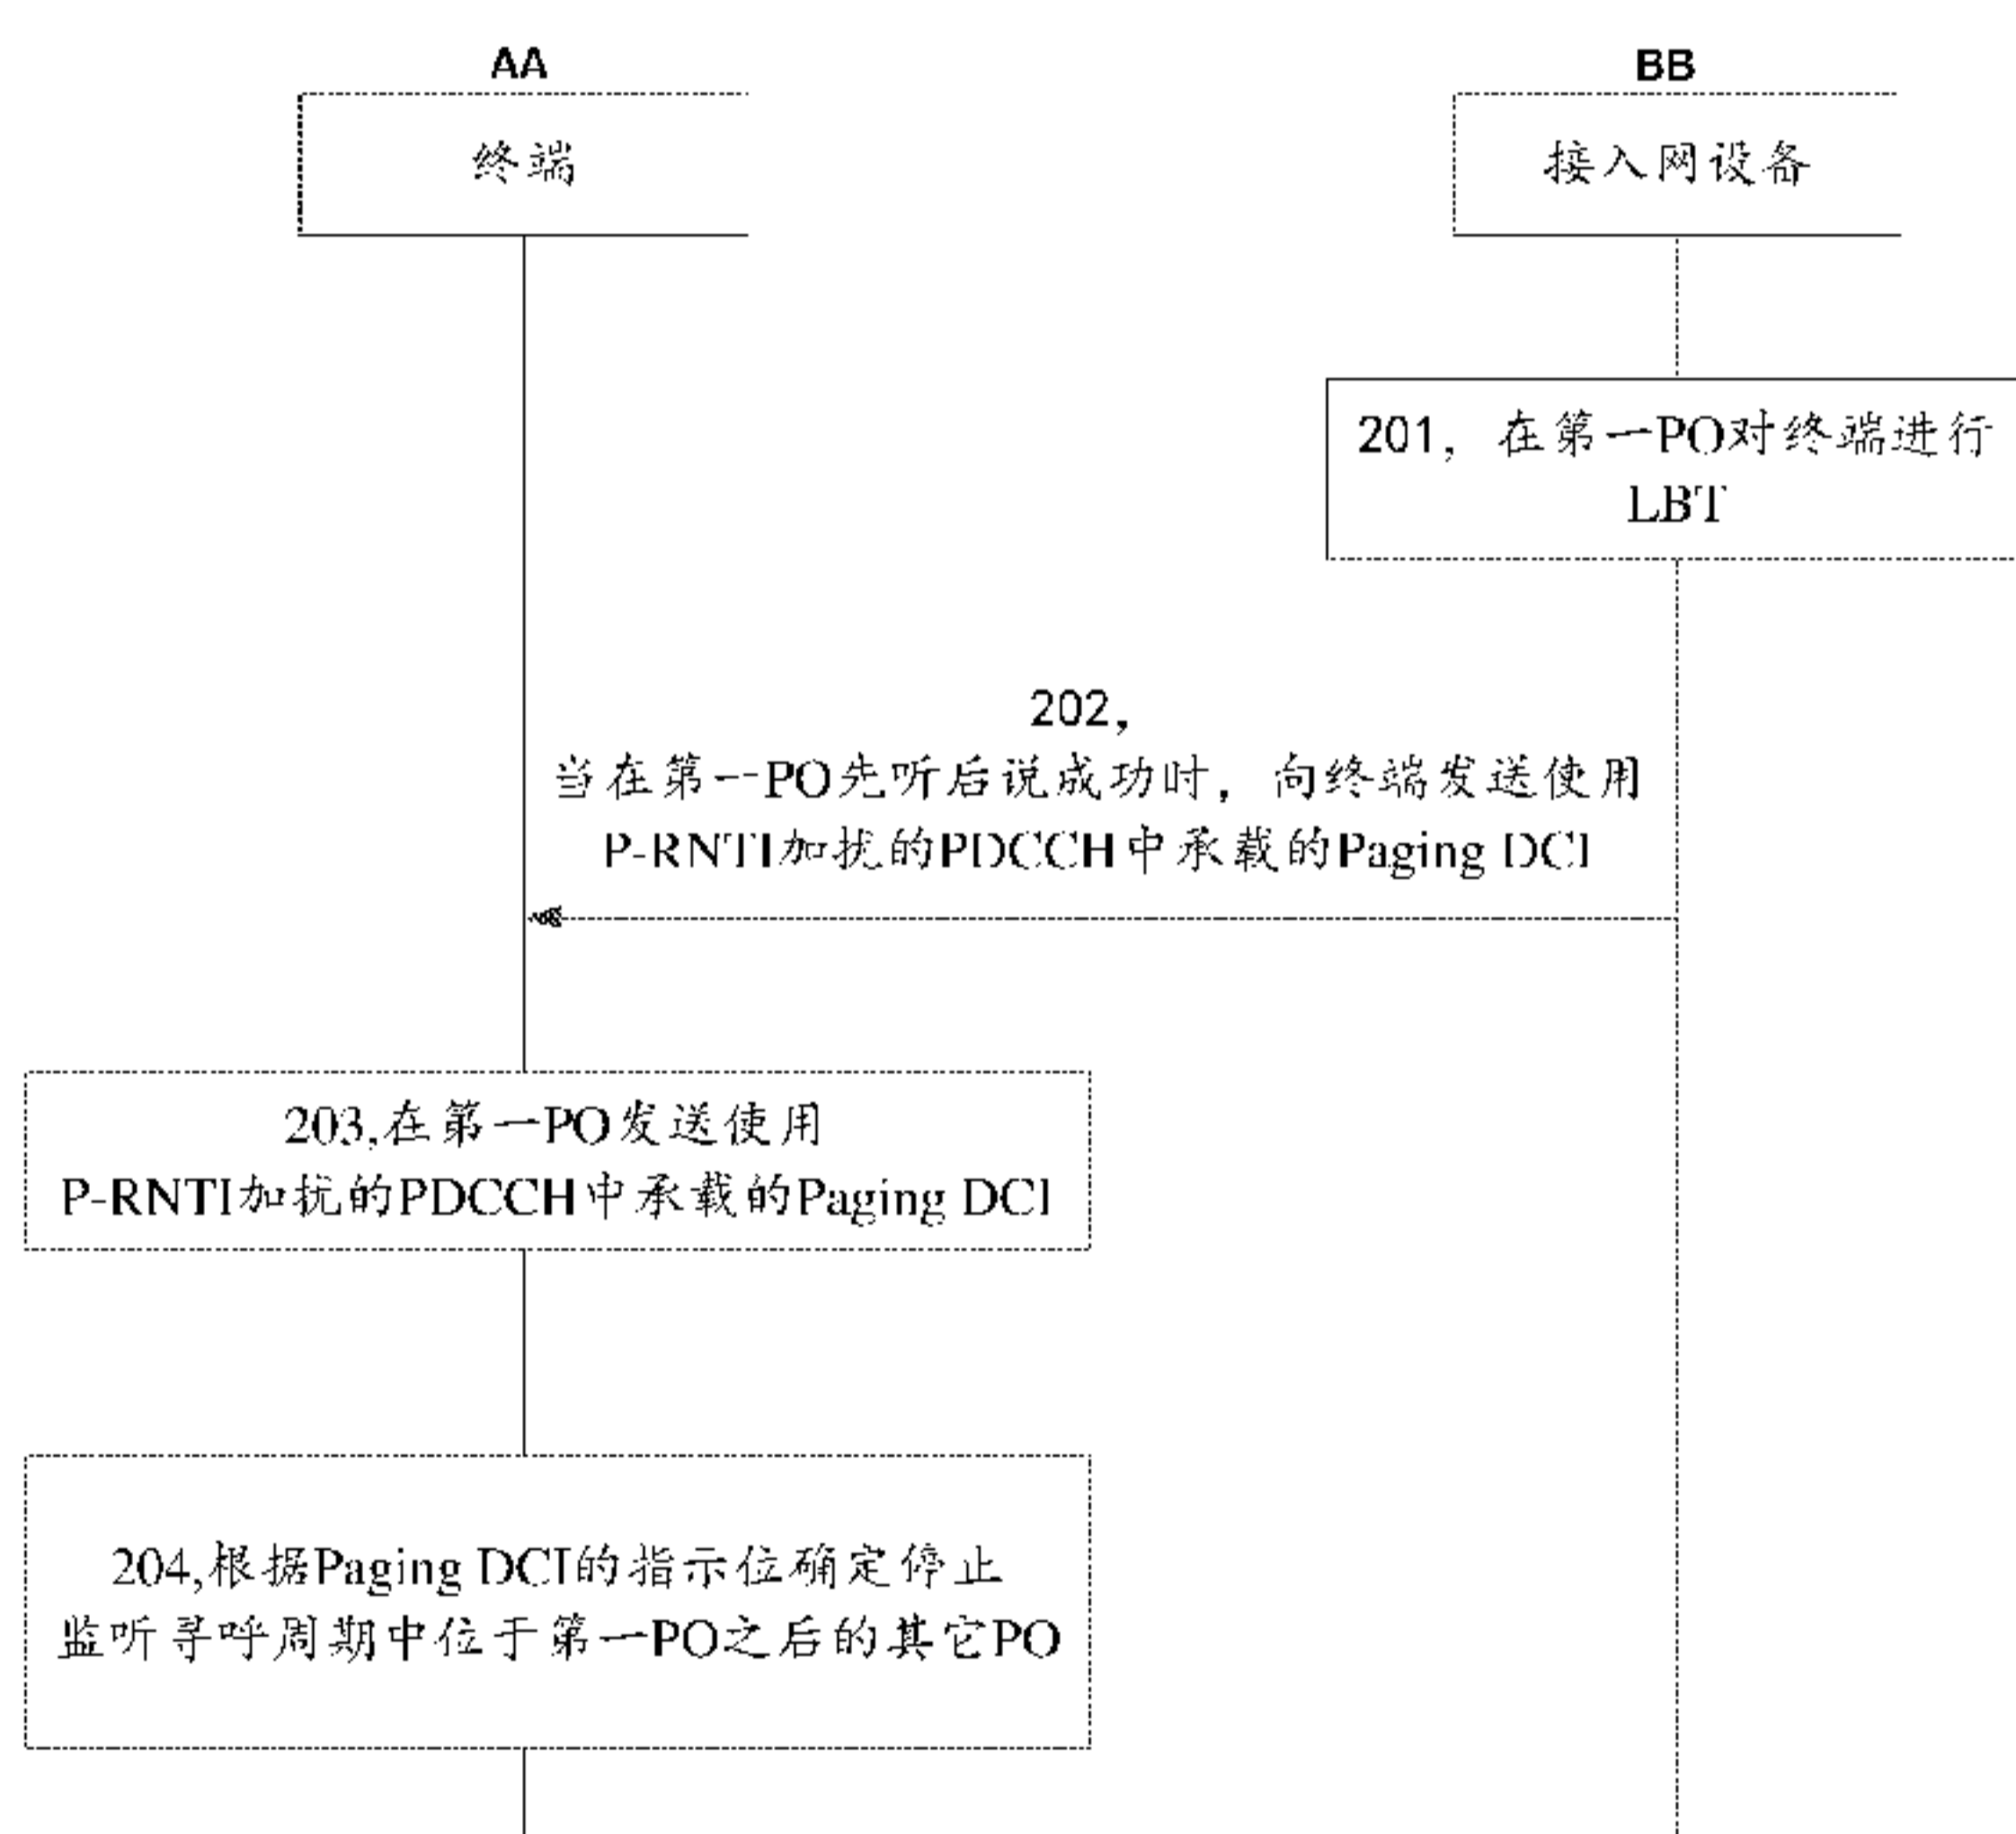 AA
BB
终端
接入网设备
201，在第一PO对终端进行
LBT
202，
当在第一PO先听后说成功时，向终端发送使用
P-RNTI加扰的PDCCH中承载的Paging DCI
203,在第一PO发送使用
P-RNTI加扰的PDCCH中承载的Paging DCI
204,根据Paging DCI的指示位确定停止
监听寻呼周期中位于第一PO之后的其它PO